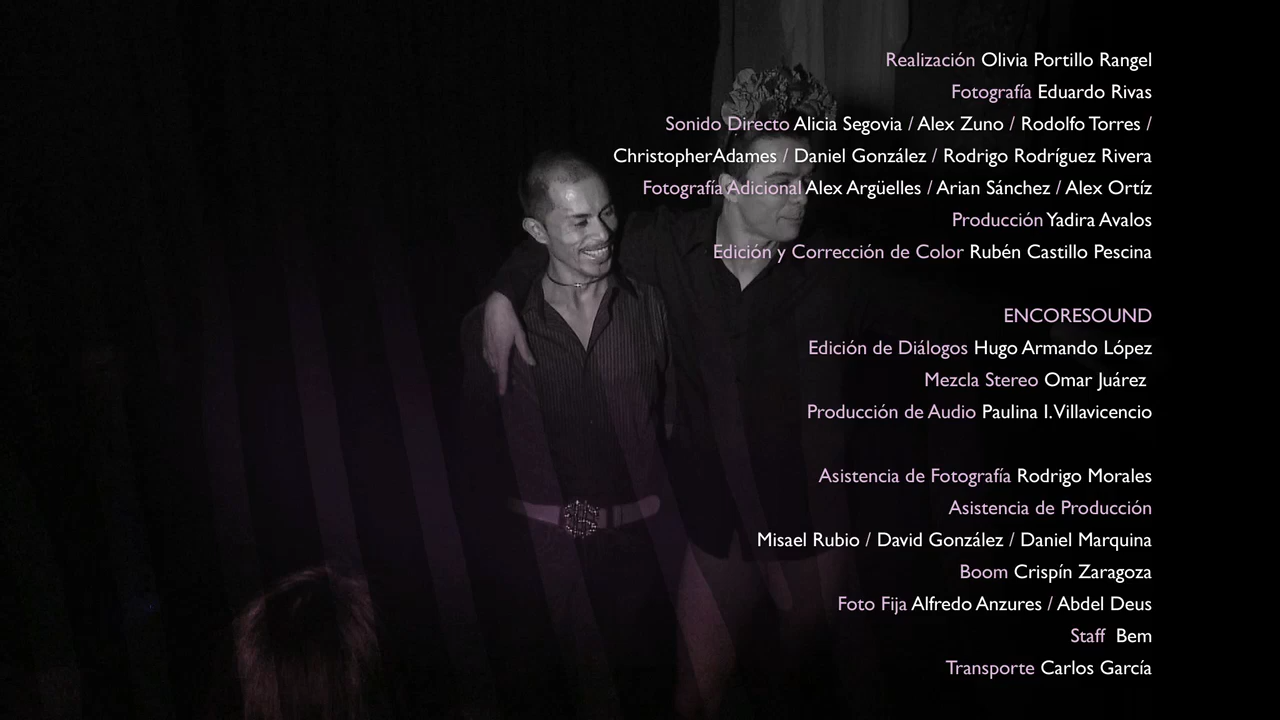 Realización Olivia Portillo Rangel
Fotografía Eduardo Rivas
Sonido Directo Alicia Segovia / Alex Zuno / Rodolfo Torres /
ChristopherAdames / Daniel González / Rodrigo Rodríguez Rivera
Fotografía Adicional Alex Argüelles / Arian Sánchez / Alex Ortíz
Producción Yadira Avalos
Edición y Corrección de Color Rubén Castillo Pescina
ENCORESOUND
Edición de Diálogos Hugo Armando López
Mezcla Stereo Omar Juárez
Producción de Audio Paulina I. Villavicencio
Asistencia de Fotografía Rodrigo Morales
Asistencia de Producción
Misael Rubio / David González / Daniel Marquina
Boom Crispín Zaragoza
Foto Fija Alfredo Anzures / Abdel Deus
Staff Bem
Transporte Carlos García